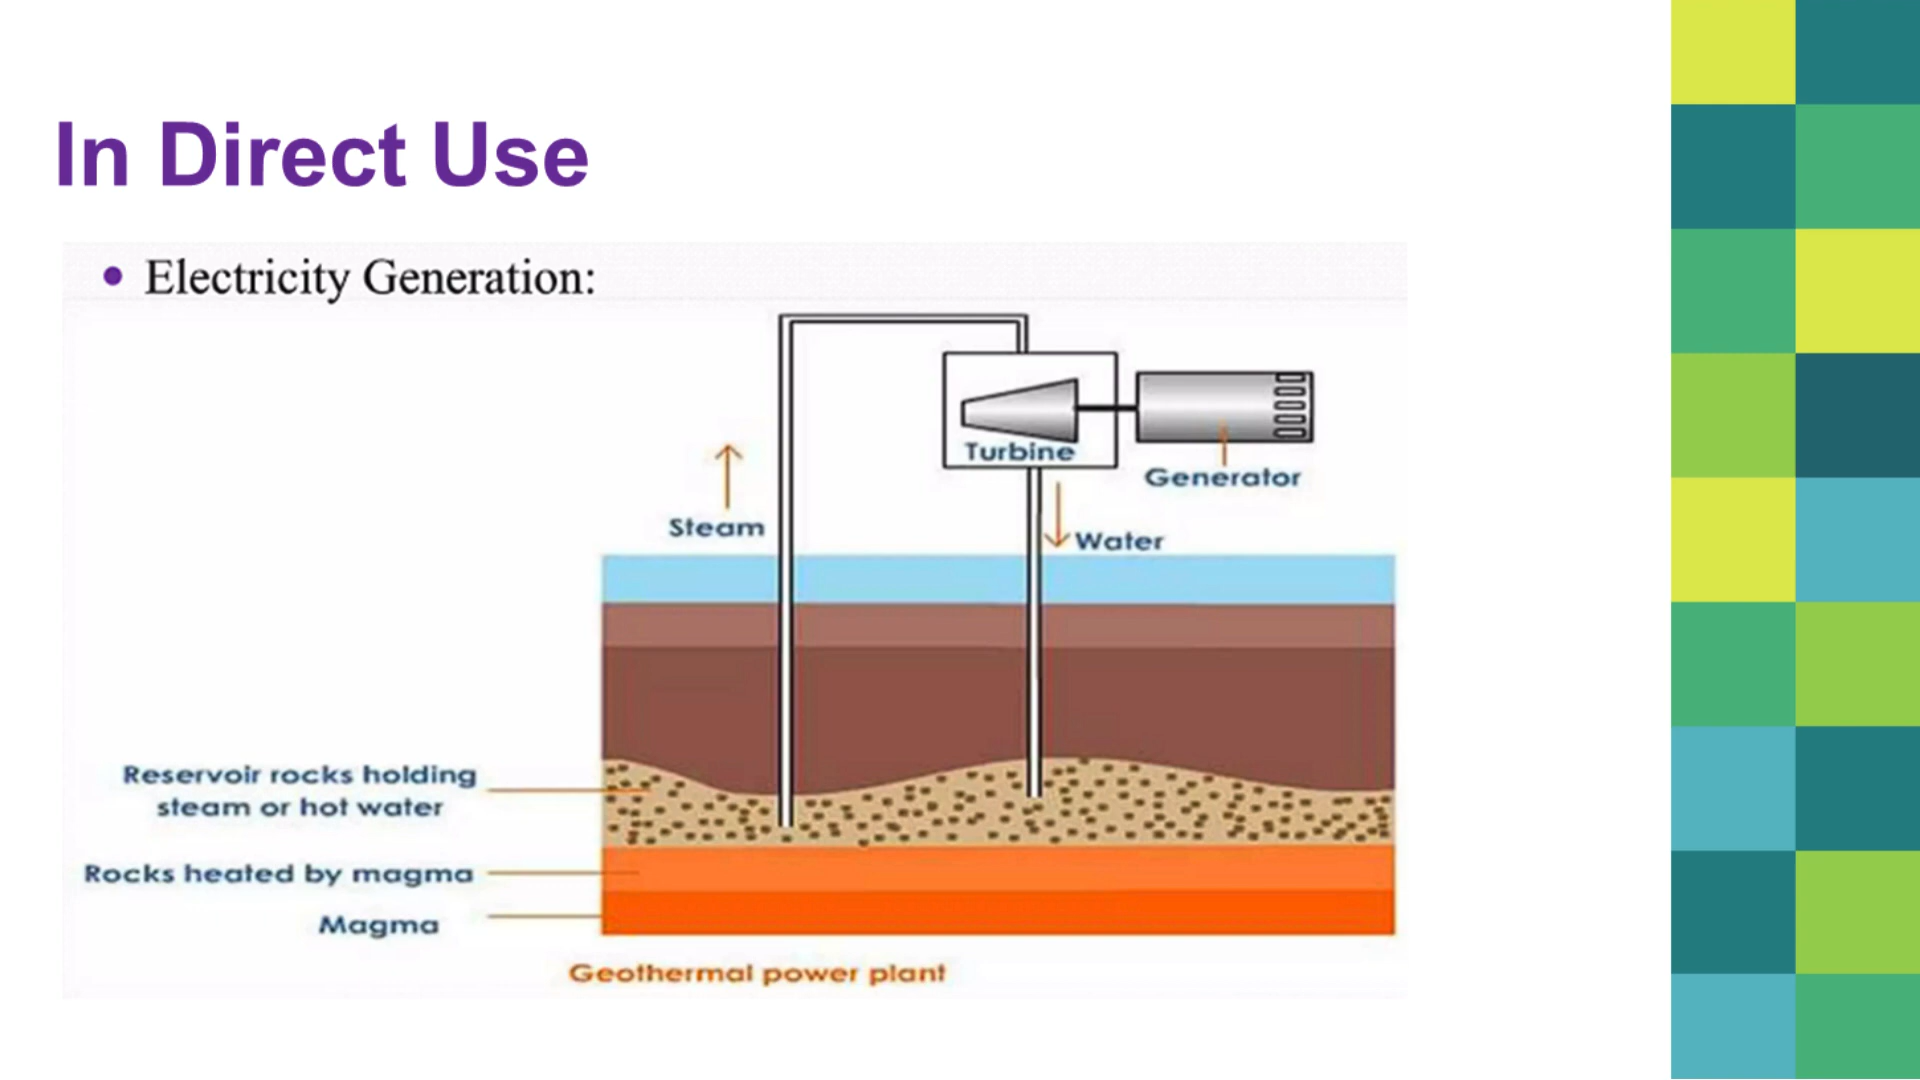 In Direct Use
• Electricity Generation:
Turbine
Generator
Steam
Water
Reservoir rocks holding
steam or hot water
Rocks heated by magma
Magma
Geothermal power plant